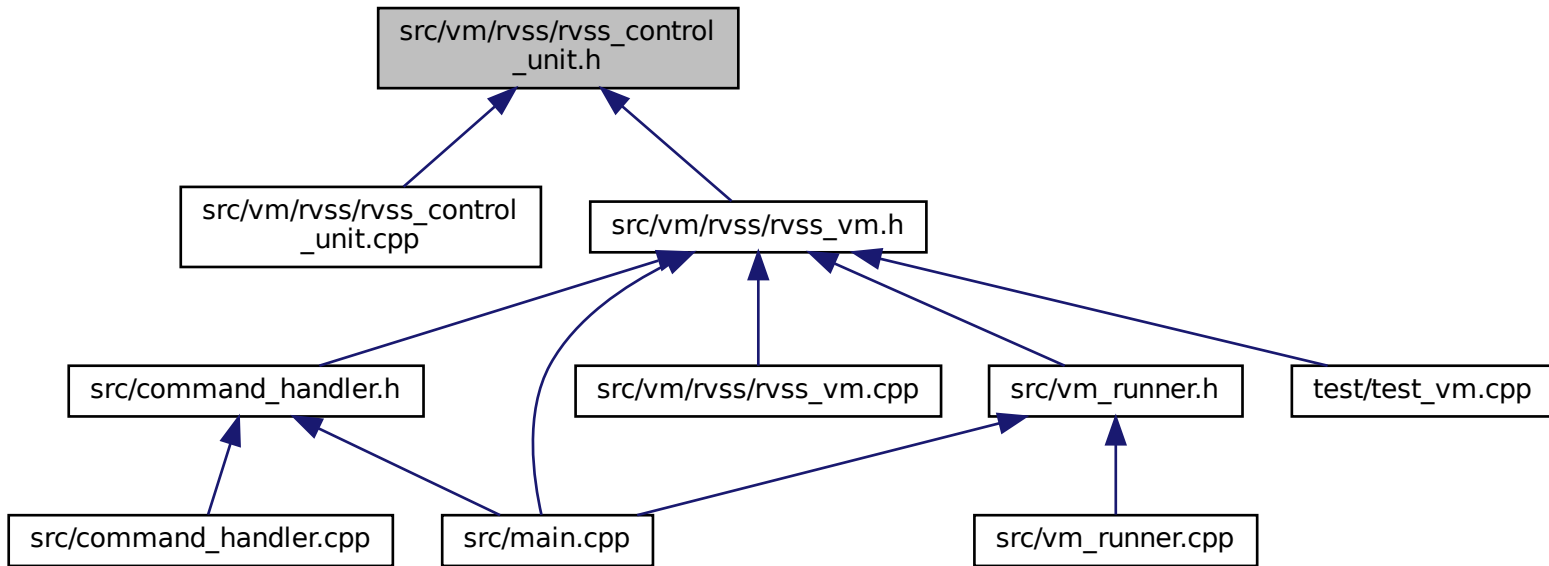 src/vm/rvss/rvss_control
_unit.h
src/vm/rvss/rvss_control
_unit.cpp
src/vm/rvss/rvss_vm.h
src/command_handler.h
src/vm/rvss/rvss_vm.cpp
src/vm_runner.h
test/test_vm.cpp
src/command_handler.cpp
src/main.cpp
src/vm_runner.cpp